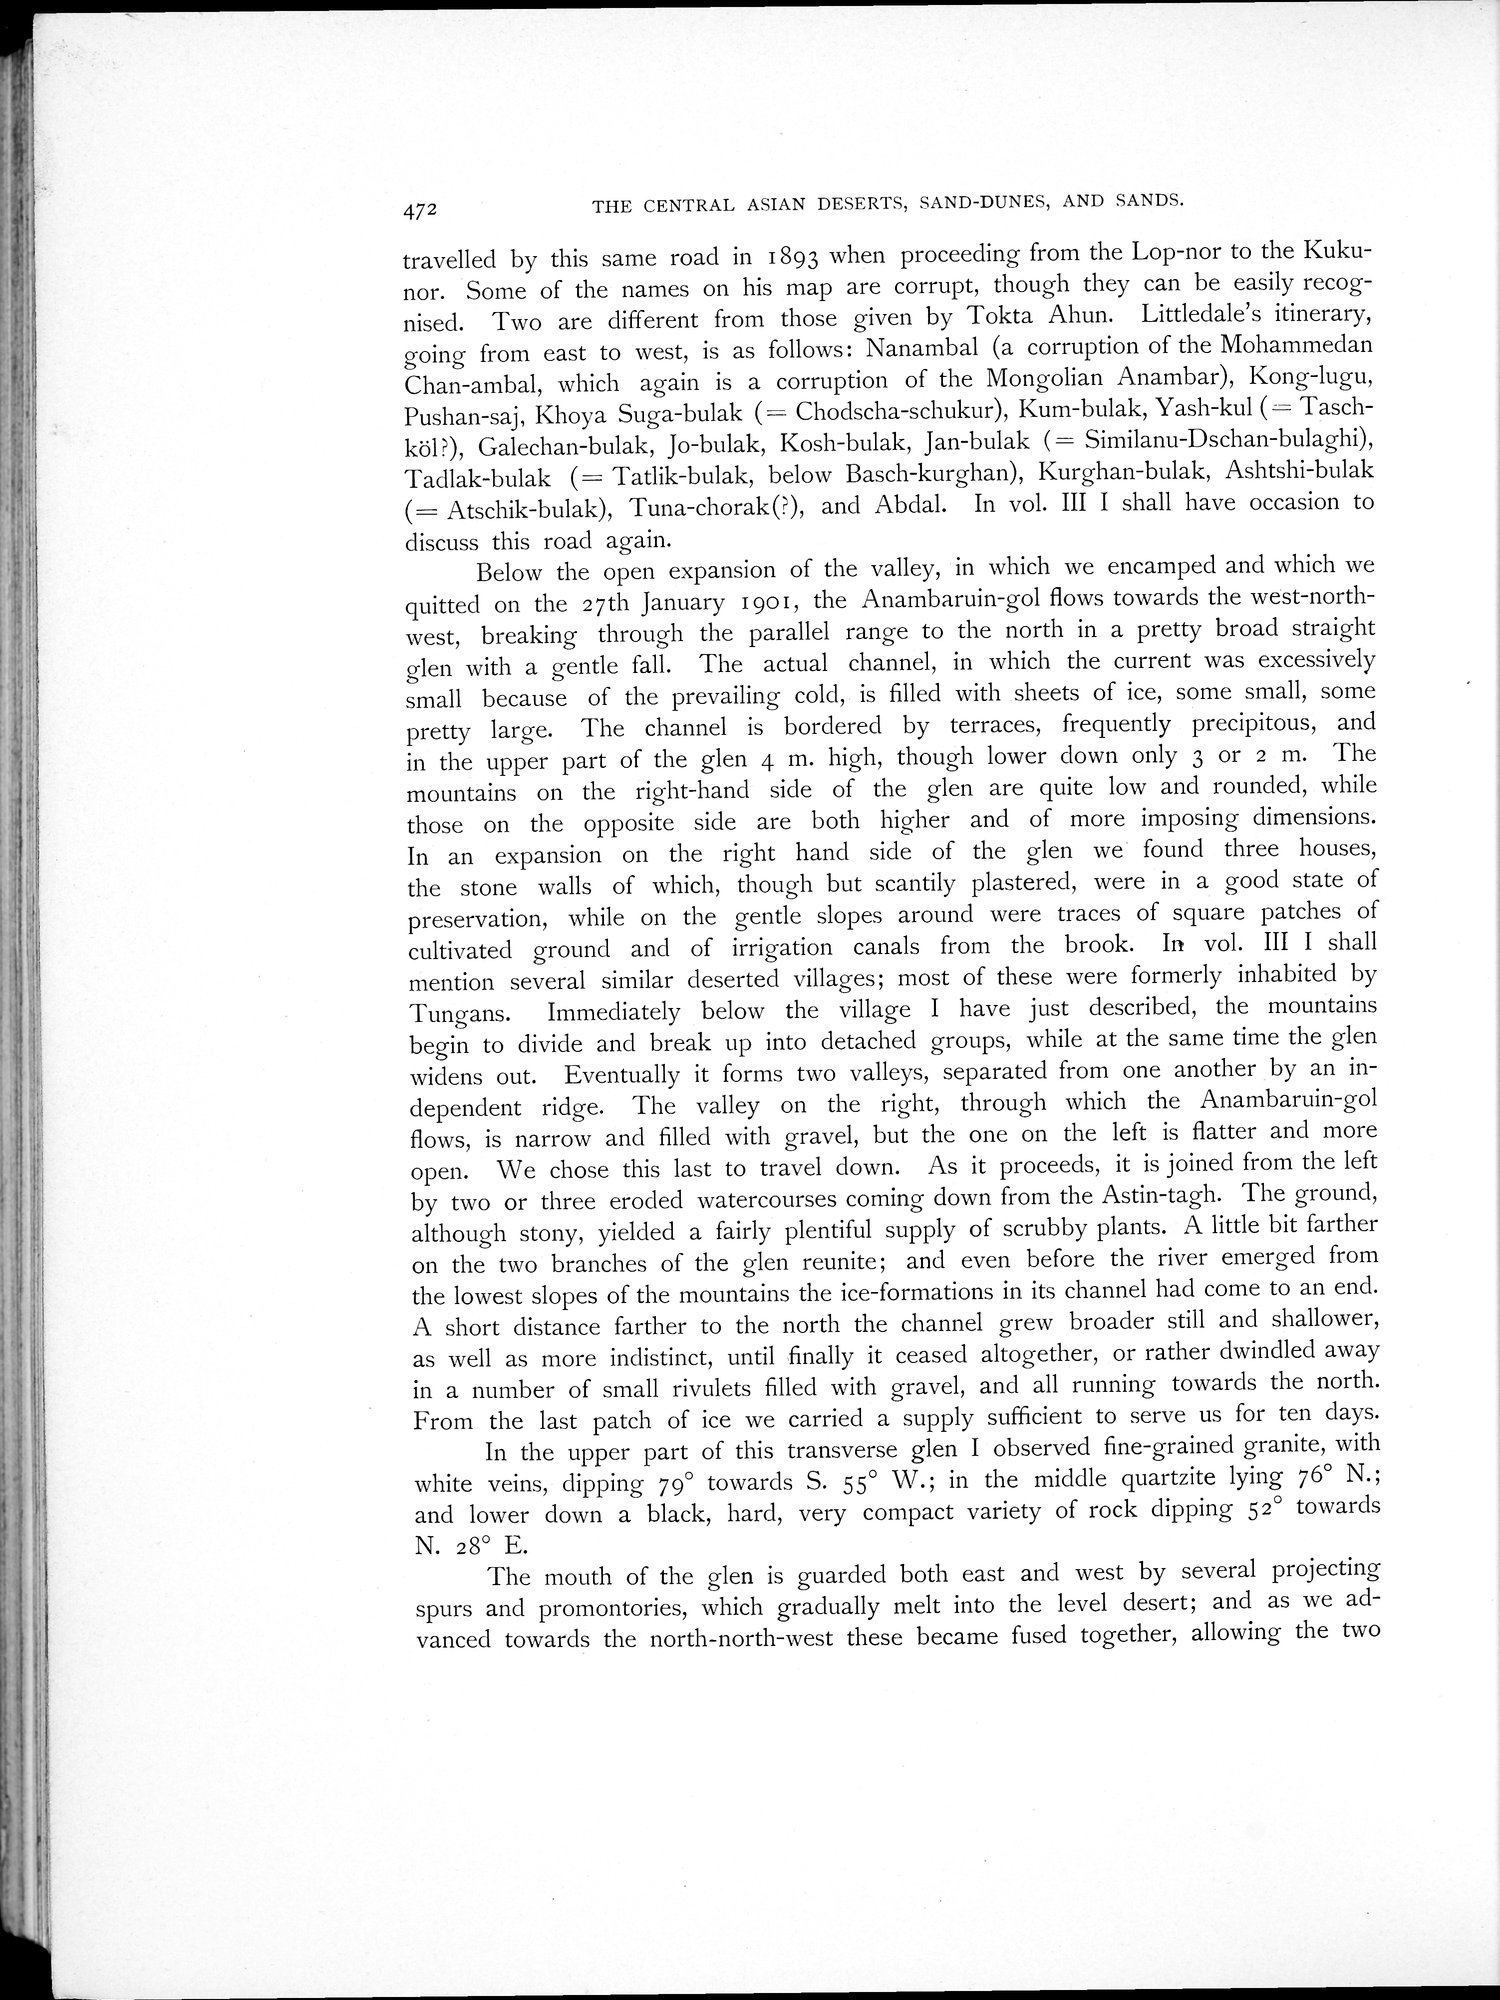 472 THE CENTRAL ASIAN DESERTS, SAND-DUNES, AND SANDS.
travelled by this same road in 1893 when proceeding from the Lop-nor to the Kuku-
nor. Some of the names on his map are corrupt, though they can be easily recog-
nised. Two are different from those given by Tokta Ahun. Littledale's itinerary,
going from east to west, is as follows: Nanambal (a corruption of the Mohammedan
Chan-ambal, which again is a corruption of the Mongolian Anambar), Kong-lugu,
Pushan-saj, Khoya Suga-bulak (= Chodscha-schukur), Kum-bulak, Yash-kul (= Tasch-
köl?), Galechan-bulak, Jo-bulak, Kosh-bulak, Jan-bulak (= Similanu-Dschan-bulaghi),
Tadlak-bulak (= Tatlik-bulak, below Basch-kurghan), Kurghan-bulak, Ashtshi-bulak
(= Atschik-bulak), Tuna-chorak(?), and Abdal. In vol. III I shall have occasion to
discuss this road again.
Below the open expansion of the valley, in which we encamped and which we
quitted on the 27th January 1901, the Anambaruin-gol flows towards the west-north-
west, breaking through the parallel range to the north in a pretty broad straight
glen with a gentle fall. The actual channel, in which the current was excessively
small because of the prevailing cold, is filled with sheets of ice, some small, some
pretty large. The channel is bordered by terraces, frequently precipitous, and
in the upper part of the glen 4 m. high, though lower down only 3 or 2 m. The
mountains on the right-hand side of the glen are quite low and rounded, while
those on the opposite side are both higher and of more imposing dimensions.
In an expansion on the right hand side of the glen we found three houses,
the stone walls of which, though but scantily plastered, were in a good state of
preservation, while on the gentle slopes around were traces of square patches of
cultivated ground and of irrigation canals from the brook. In vol. III I shall
mention several similar deserted villages; most of these were formerly inhabited by
Tungans. Immediately below the village I have just described, the mountains
begin to divide and break up into detached groups, while at the same time the glen
widens out. Eventually it forms two valleys, separated from one another by an in-
dependent ridge. The valley on the right, through which the Anambaruin-gol
flows, is narrow and filled with gravel, but the one on the left is flatter and more
open. We chose this last to travel down. As it proceeds, it is joined from the left
by two or three eroded watercourses coming down from the Astin-tagh. The ground,
although stony, yielded a fairly plentiful supply of scrubby plants. A little bit farther
on the two branches of the glen reunite; and even before the river emerged from
the lowest slopes of the mountains the ice-formations in its channel had come to an end.
A short distance farther to the north the channel grew broader still and shallower,
as well as more indistinct, until finally it ceased altogether, or rather dwindled away
in a number of small rivulets filled with gravel, and all running towards the north.
From the last patch of ice we carried a supply sufficient to serve us for ten days.
In the upper part of this transverse glen I observed fine-grained granite, with
white veins, dipping 79° towards S. 55° W.; in the middle quartzite lying 76° N.;
and lower down a black, hard, very compact variety of rock dipping 52° towards
N. 28° E.
The mouth of the glen is guarded both east and west by several projecting
spurs and promontories, which gradually melt into the level desert; and as we ad-
vanced towards the north-north-west these became fused together, allowing the two